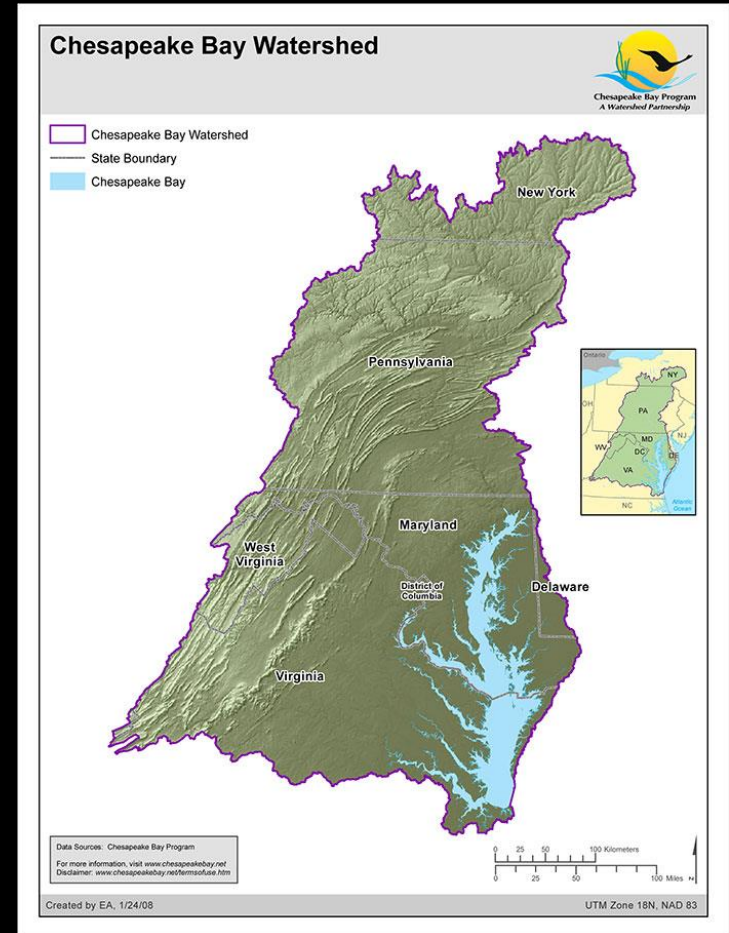 Chesapeake Bay Watershed
Chesapeake Bay Program
A Watershed Partnership
Chesapeake Bay Watershed
State Boundary
Chesapeake Bay
New York
Pennsylvania
Maryland
West
Virginia
District of
Columbia
Delaware
Virginia
Ontario
NY
OH
PA
NJ
MD
WV
DC
DE
VA
NC
Atlantic
Ocean
Data Sources: Chesapeake Bay Program
For more information, visit www.chesapeakebay.net
Disclaimer: www.chesapeakebay.net/termsofuse.htm
0 25 50 100 Kilometers
0 25 50 100 Miles
N
Created by EA, 1/24/08
UTM Zone 18N, NAD 83